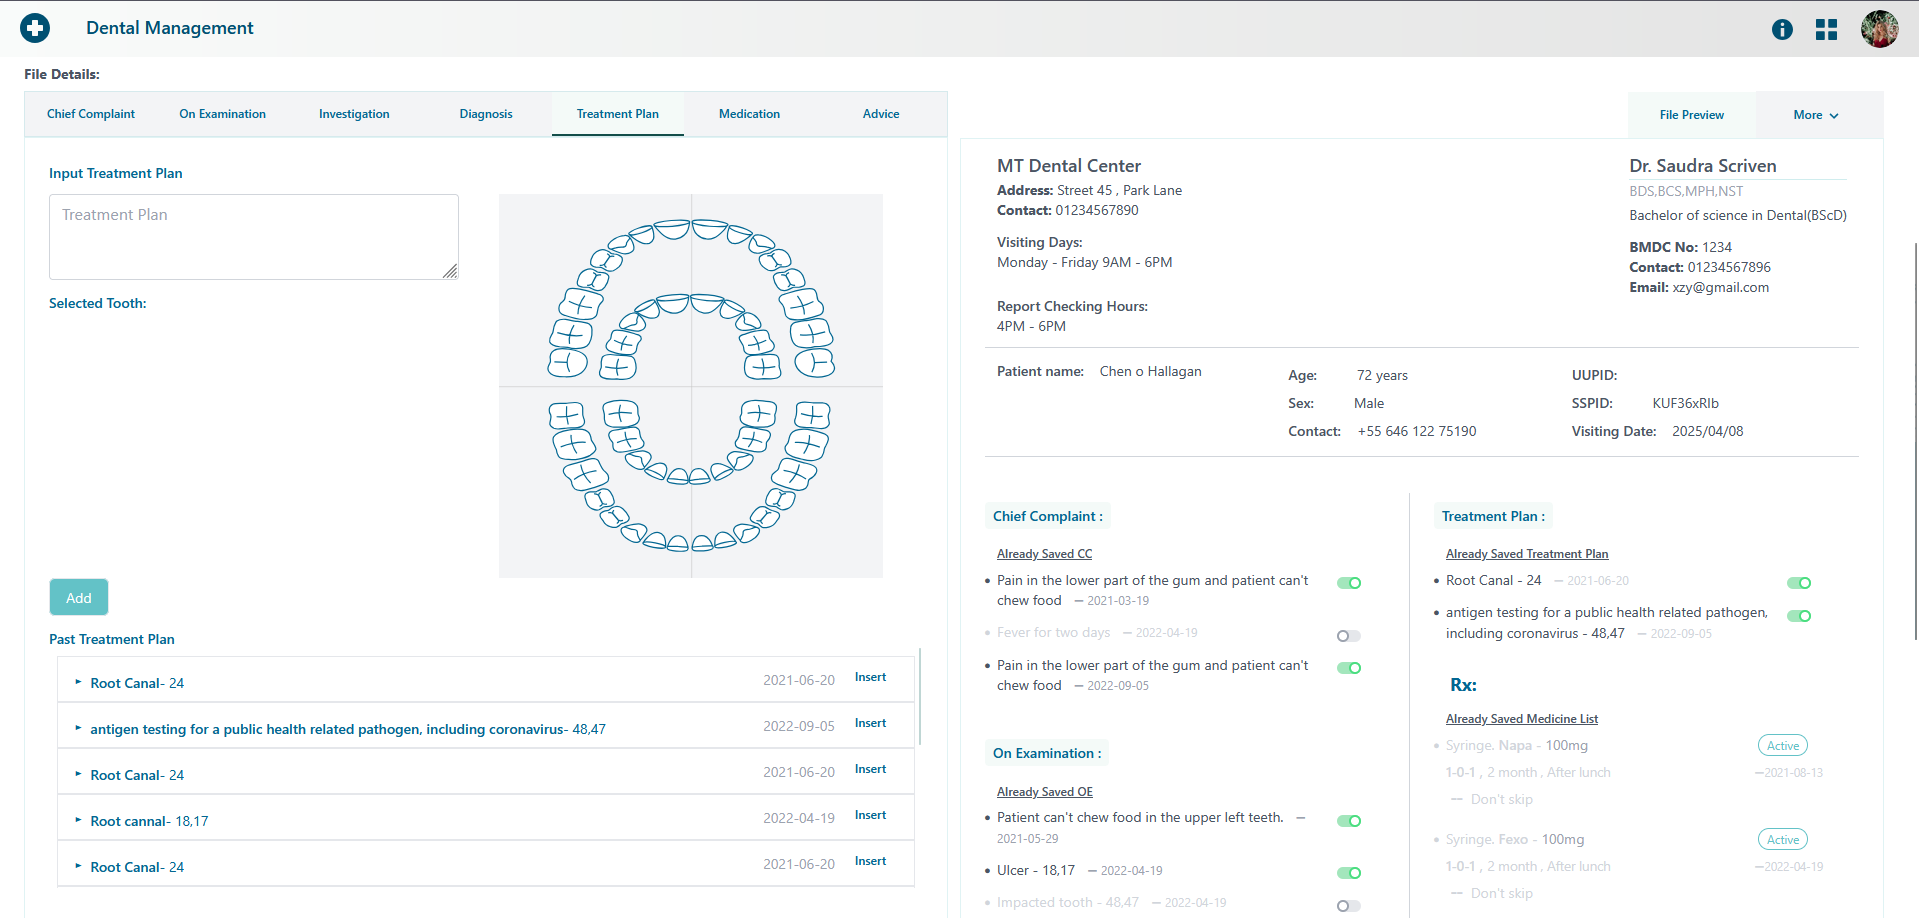 Dental Management
File Details:
Chief Complaint
On Examination
Investigation
Diagnosis
Treatment Plan
Medication
Advice
Input Treatment Plan
Treatment Plan
Selected Tooth:
Add
Past Treatment Plan
Root Canal- 24 2021-06-20 Insert
antigen testing for a public health related pathogen, including coronavirus- 48,47 2022-09-05 Insert
Root Canal- 24 2021-06-20 Insert
Root cannal- 18,17 2022-04-19 Insert
Root Canal- 24 2021-06-20 Insert
File Preview
More
MT Dental Center
Address: Street 45 , Park Lane
Contact: 01234567890
Visiting Days:
Monday - Friday 9AM - 6PM
Report Checking Hours:
4PM - 6PM
Dr. Saudra Scriven
BDS,BCS,MPH,NST
Bachelor of science in Dental(BScD)
BMDC No: 1234
Contact: 01234567896
Email: xzy@gmail.com
Patient name: Chen o Hallagan
Age: 72 years
Sex: Male
Contact: +55 646 122 75190
UUPID:
SSPID: KUF36xRIb
Visiting Date: 2025/04/08
Chief Complaint :
Already Saved CC
• Pain in the lower part of the gum and patient can't
chew food — 2021-03-19
• Fever for two days — 2022-04-19
• Pain in the lower part of the gum and patient can't
chew food — 2022-09-05
On Examination :
Already Saved OE
• Patient can't chew food in the upper left teeth. —
2021-05-29
• Ulcer - 18,17 — 2022-04-19
• Impacted tooth - 48,47 — 2022-04-19
Treatment Plan :
Already Saved Treatment Plan
• Root Canal - 24 — 2021-06-20
• antigen testing for a public health related pathogen,
including coronavirus - 48,47 — 2022-09-05
Rx:
Already Saved Medicine List
• Syringe. Napa - 100mg Active
1-0-1 , 2 month , After lunch —2021-08-13
— Don't skip
• Syringe. Fexo - 100mg Active
1-0-1 , 2 month , After lunch —2022-04-19
— Don't skip